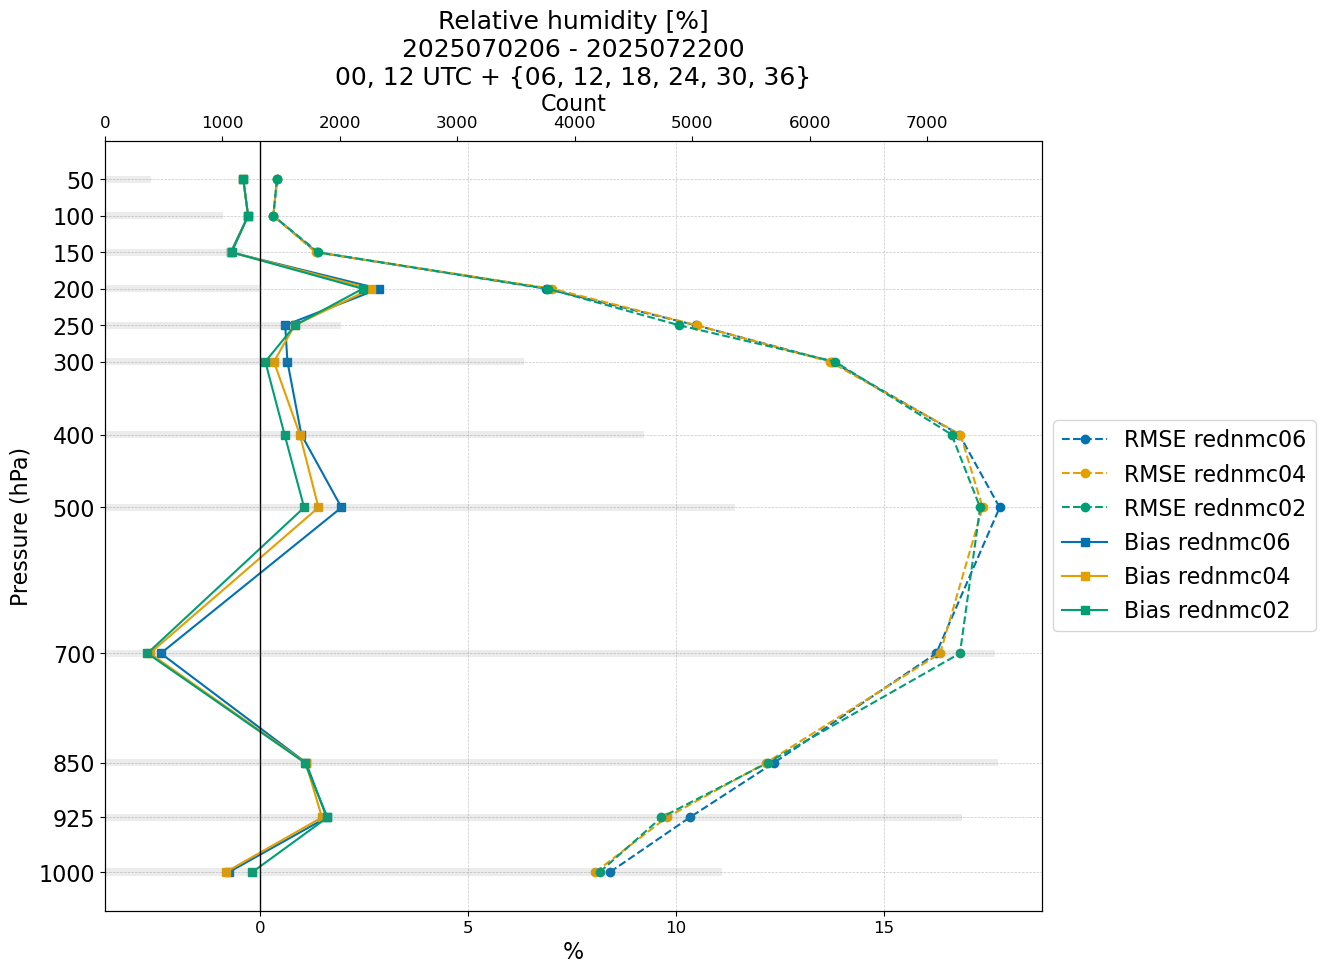 Relative humidity [%]
2025070206 - 2025072200
00, 12 UTC + {06, 12, 18, 24, 30, 36}
Count
0 1000 2000 3000 4000 5000 6000 7000
50
100
150
200
250
300
400
500
700
850
925
1000
Pressure (hPa)
0 5 10 15
%
RMSE rednmc06
RMSE rednmc04
RMSE rednmc02
Bias rednmc06
Bias rednmc04
Bias rednmc02